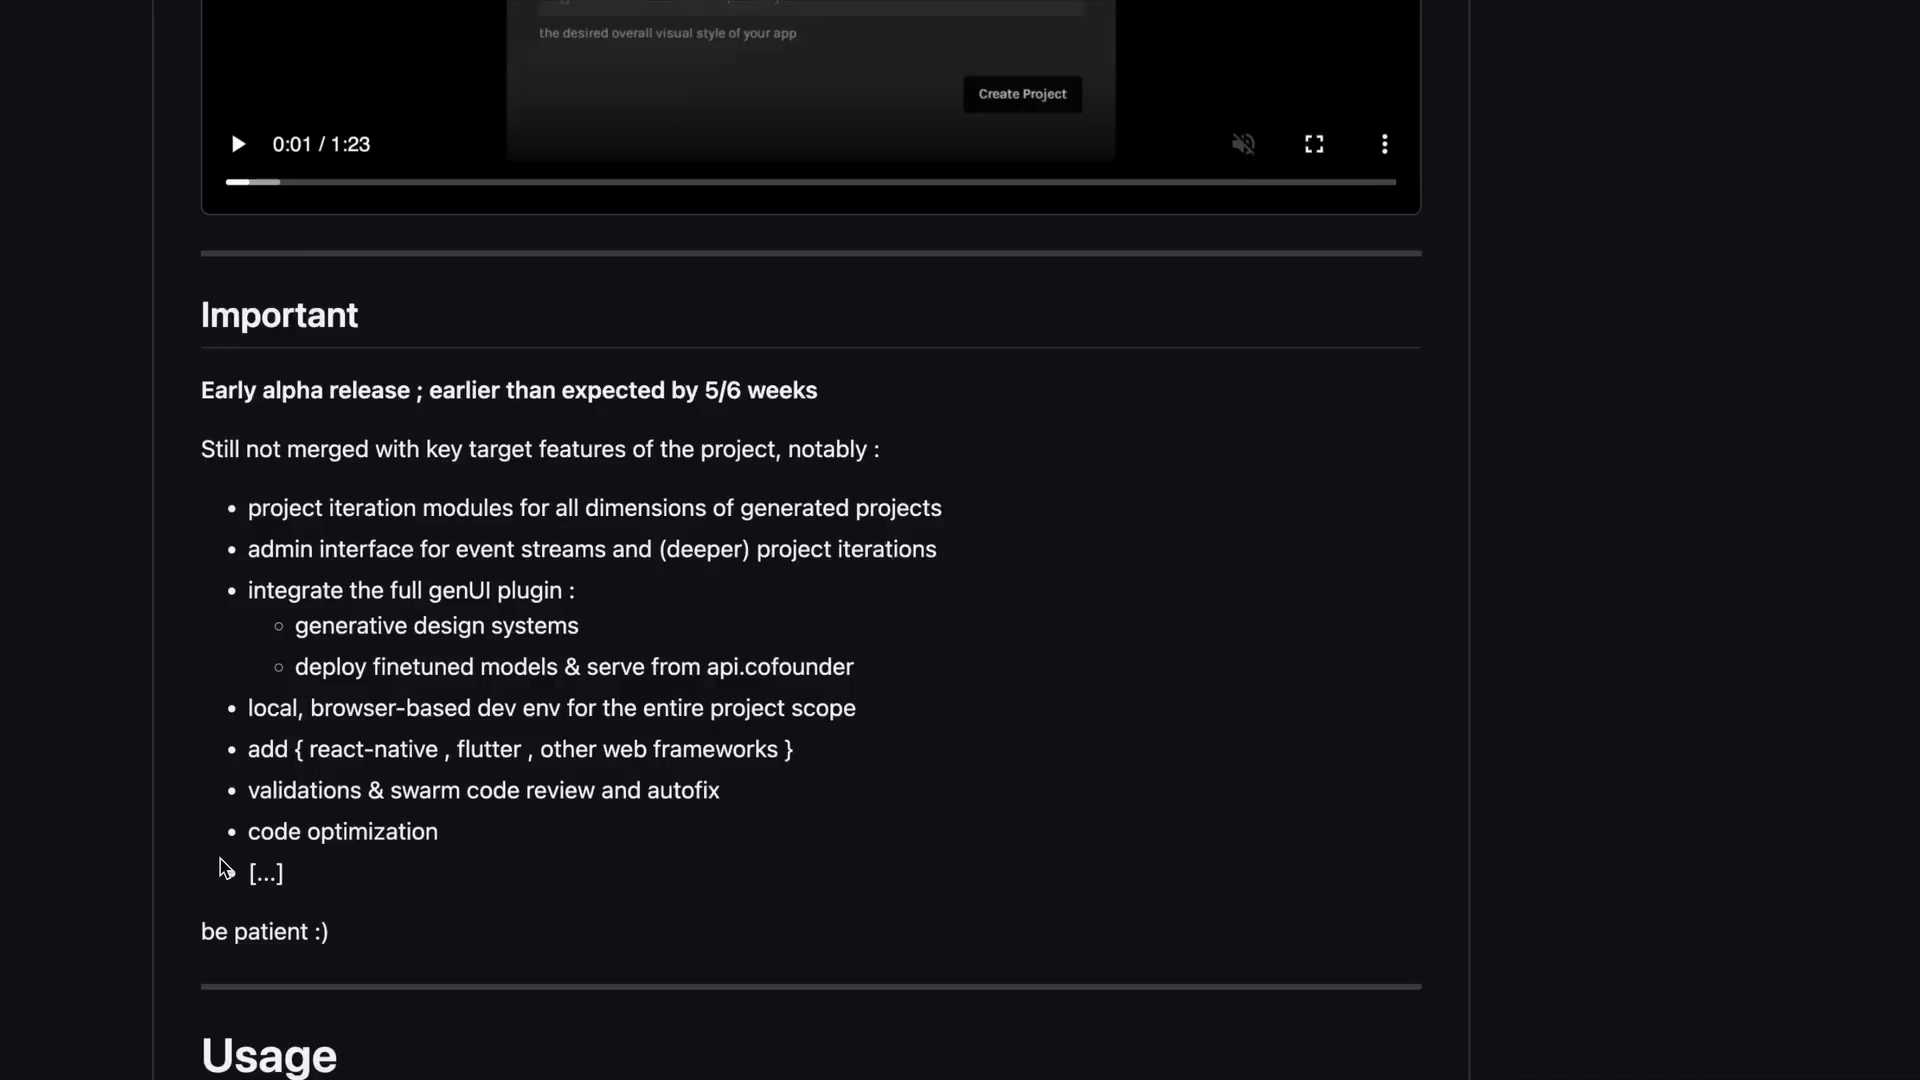 the desired overall visual style of your app
Create Project
0:01 / 1:23
Important
Early alpha release ; earlier than expected by 5/6 weeks
Still not merged with key target features of the project, notably :
• project iteration modules for all dimensions of generated projects
• admin interface for event streams and (deeper) project iterations
• integrate the full genUI plugin :
◦ generative design systems
◦ deploy finetuned models & serve from api.cofounder
• local, browser-based dev env for the entire project scope
• add { react-native , flutter , other web frameworks }
• validations & swarm code review and autofix
• code optimization
• [...]
be patient :)
Usage